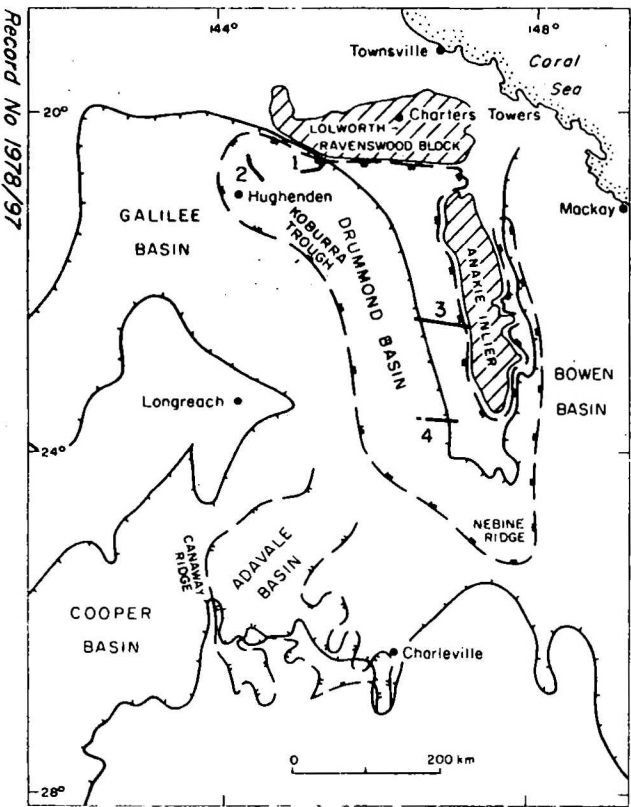 Record No 1978/97
144°
148°
Townsville
Coral
Sea
20°
Charters Towers
LOLWORTH-
RAVENSWOOD BLOCK
1
2
Hughenden
Mackay
GALILEE
BASIN
KOBURRA
TROUGH
DRUMMOND BASIN
ANAKIE INLIER
3
BOWEN
BASIN
Longreach
4
24°
NEBINE
RIDGE
CANAWAY
RIDGE
ADAVALE
BASIN
COOPER
BASIN
Charleville
0 200 km
28°